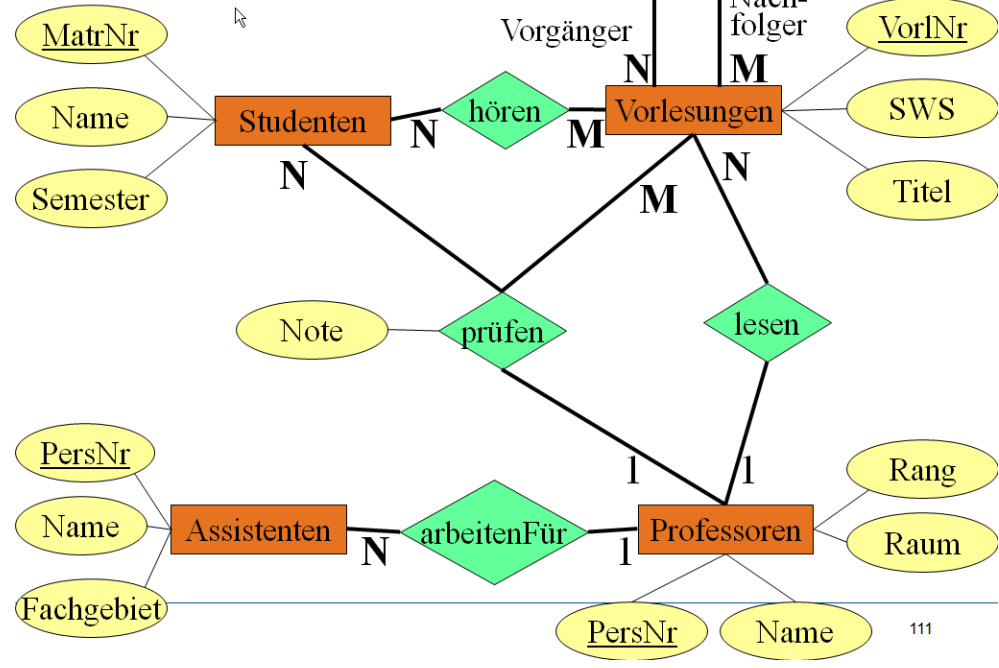 Nach-
folger
Vorgänger
MatrNr
VorlNr
N
M
Name
Studenten
N
hören
M
Vorlesungen
SWS
Semester
N
M
N
Titel
Note
prüfen
lesen
PersNr
1
1
Rang
Name
Assistenten
N
arbeitenFür
1
Professoren
Raum
Fachgebiet
PersNr
Name
111